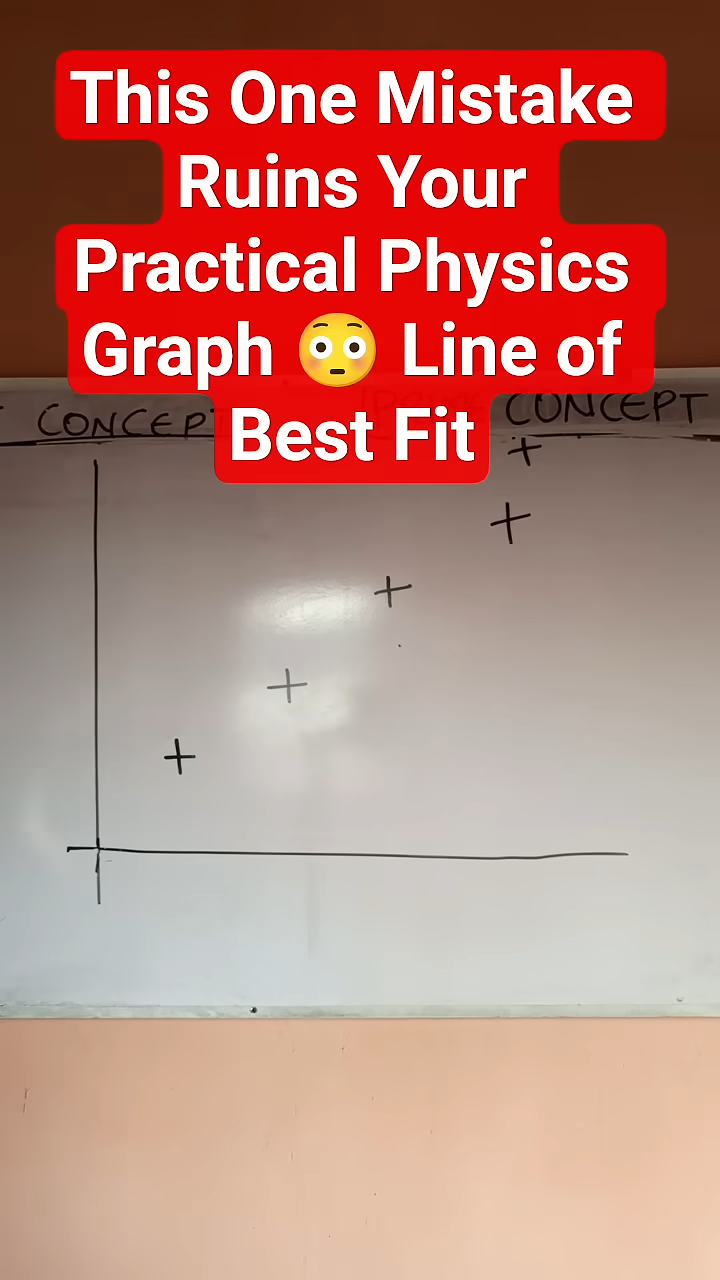 This One Mistake
Ruins Your
Practical Physics
Graph 😳 Line of
Best Fit
CONCEPT CONCEPT